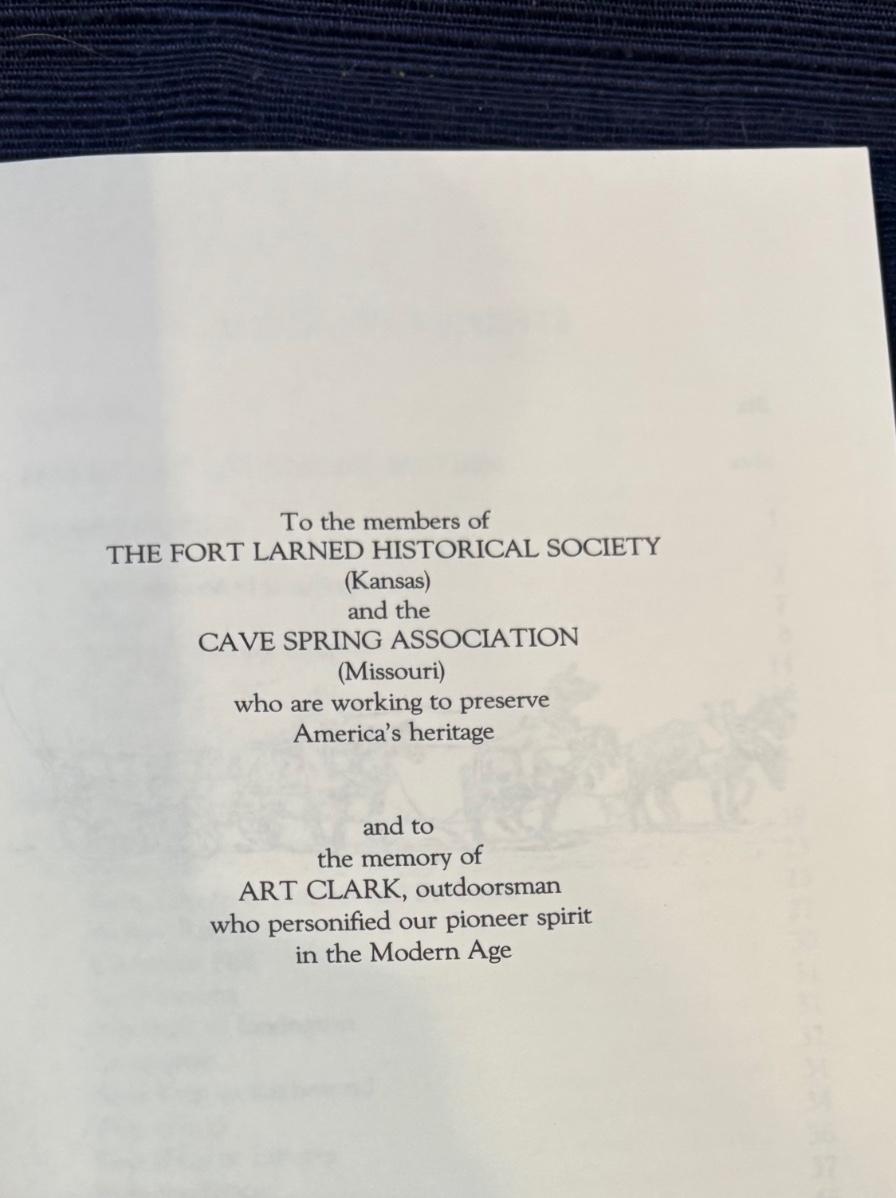 To the members of
THE FORT LARNED HISTORICAL SOCIETY
(Kansas)
and the
CAVE SPRING ASSOCIATION
(Missouri)
who are working to preserve
America's heritage
and to
the memory of
ART CLARK, outdoorsman
who personified our pioneer spirit
in the Modern Age